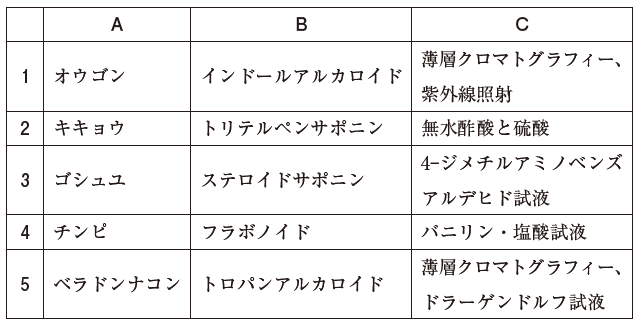 A B C
1 オウゴン インドールアルカロイド 薄層クロマトグラフィー、
紫外線照射
2 キキョウ トリテルペンサポニン 無水酢酸と硫酸
3 ゴシュユ ステロイドサポニン 4-ジメチルアミノベンズ
アルデヒド試液
4 チンピ フラボノイド バニリン・塩酸試液
5 ベラドンナコン トロパンアルカロイド 薄層クロマトグラフィー、
ドラーゲンドルフ試液